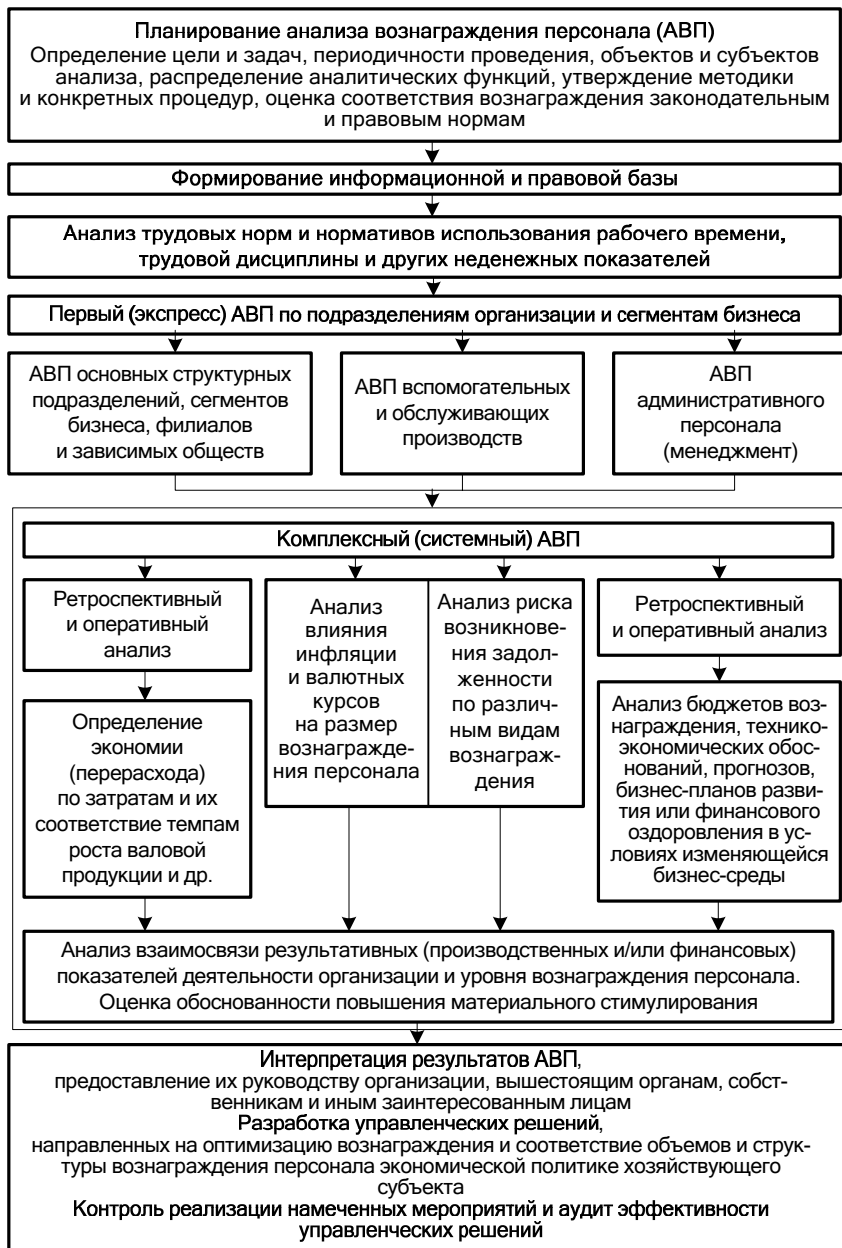 Планирование анализа вознаграждения персонала (АВП)
Определение цели и задач, периодичности проведения, объектов и субъектов
анализа, распределение аналитических функций, утверждение методики
и конкретных процедур, оценка соответствия вознаграждения законодательным
и правовым нормам
Формирование информационной и правовой базы
Анализ трудовых норм и нормативов использования рабочего времени,
трудовой дисциплины и других неденежных показателей
Первый (экспресс) АВП по подразделениям организации и сегментам бизнеса
АВП основных структурных
подразделений, сегментов
бизнеса, филиалов
и зависимых обществ
АВП вспомогательных
и обслуживающих
производств
АВП
административного
персонала
(менеджмент)
Комплексный (системный) АВП
Ретроспективный
и оперативный
анализ
Определение
экономии
(перерасхода)
по затратам и их
соответствие темпам
роста валовой
продукции и др.
Анализ
влияния
инфляции
и валютных
курсов
на размер
вознагражде-
ния персонала
Анализ риска
возникнове-
ния задол-
женности
по различ-
ным видам
вознаграж-
дения
Ретроспективный
и оперативный анализ
Анализ бюджетов воз-
награждения, технико-
экономических обос-
нований, прогнозов,
бизнес-планов разви-
тия или финансового
оздоровления в ус-
ловиях изменяющейся
бизнес-среды
Анализ взаимосвязи результативных (производственных и/или финансовых)
показателей деятельности организации и уровня вознаграждения персонала.
Оценка обоснованности повышения материального стимулирования
Интерпретация результатов АВП,
предоставление их руководству организации, вышестоящим органам, собст-
венникам и иным заинтересованным лицам
Разработка управленческих решений,
направленных на оптимизацию вознаграждения и соответствие объемов и струк-
туры вознаграждения персонала экономической политике хозяйствующего
субъекта
Контроль реализации намеченных мероприятий и аудит эффективности
управленческих решений